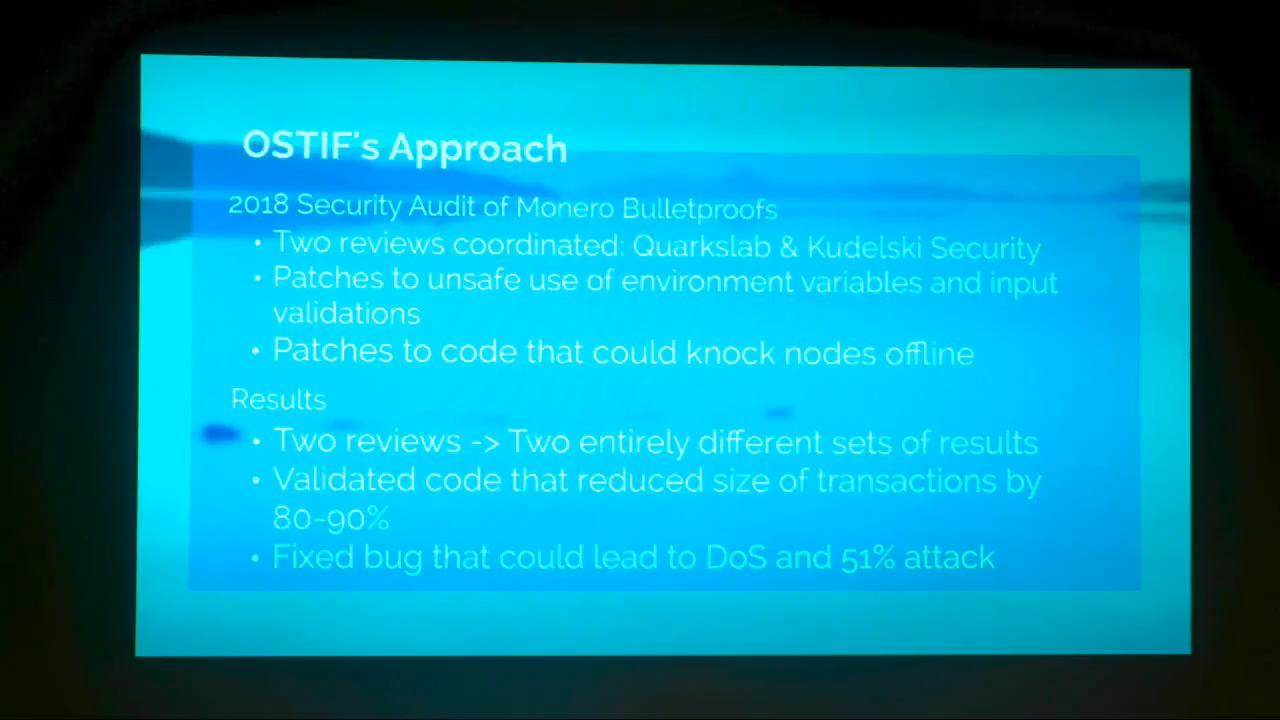 OSTIF's Approach
2018 Security Audit of Monero Bulletproofs
• Two reviews coordinated: Quarkslab & Kudelski Security
• Patches to unsafe use of environment variables and input
validations
• Patches to code that could knock nodes offline
Results
• Two reviews -> Two entirely different sets of results
• Validated code that reduced size of transactions by
80-90%
• Fixed bug that could lead to DoS and 51% attack